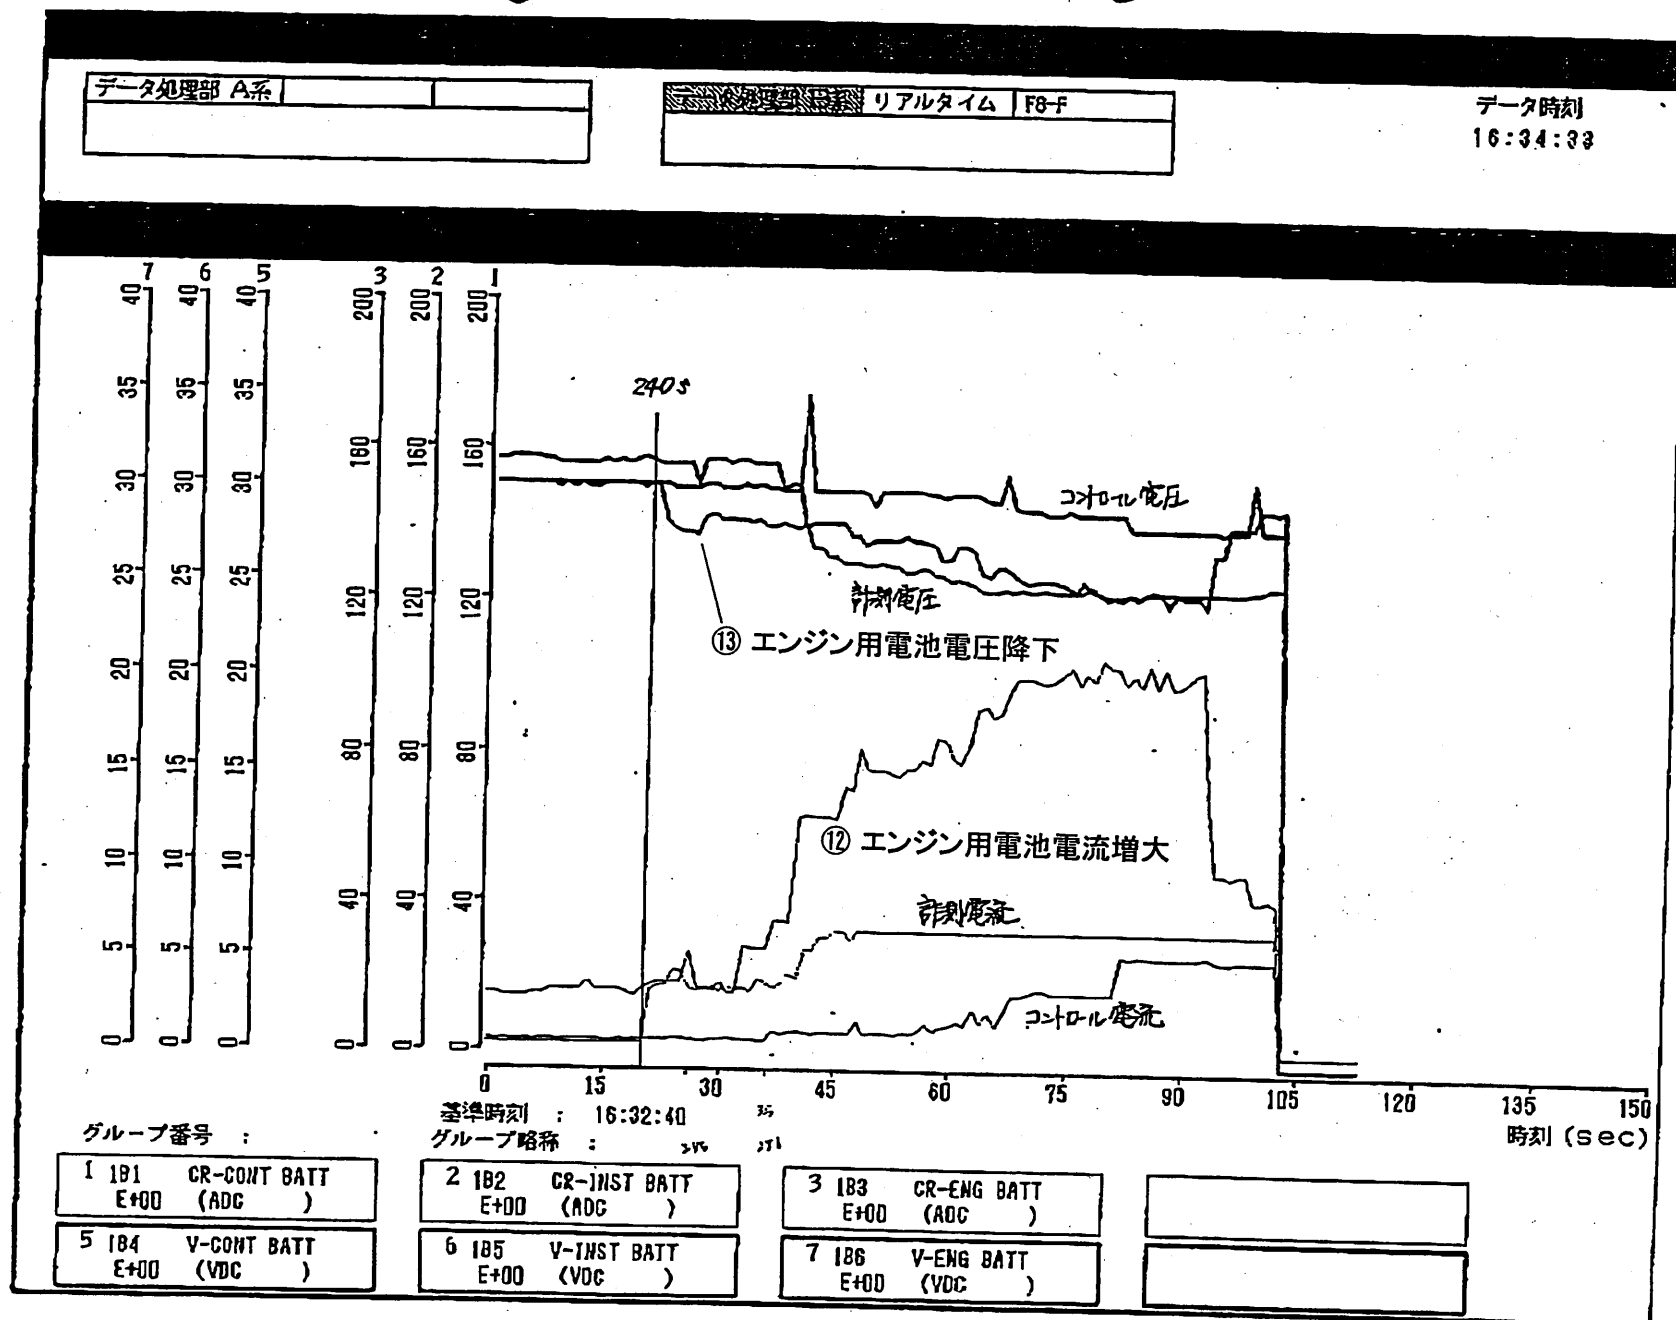 データ処理部 A系
リアルタイム F8-F
データ時刻
16:34:33
7 6 5 3 2 1
40 40 40 200 200 200
35 35 35
30 30 30 160 160 160
25 25 25 120 120 120
20 20 20
15 15 15 80 80 80
10 10 10 40 40 40
5 5 5
0 0 0 0 0 0
240s
コントロール電圧
計測電圧
⑬ エンジン用電池電圧降下
⑫ エンジン用電池電流増大
計測電流
コントロール電流
0 15 30 45 60 75 90 105 120 135 150
時刻 (sec)
基準時刻 : 16:32:40
グループ番号 :
グループ略称 :
1 1B1 CR-CONT BATT
E+00 (ADC )
2 1B2 CR-INST BATT
E+00 (ADC )
3 1B3 CR-ENG BATT
E+00 (ADC )
5 1B4 V-CONT BATT
E+00 (VDC )
6 1B5 V-INST BATT
E+00 (VDC )
7 1B6 V-ENG BATT
E+00 (VDC )